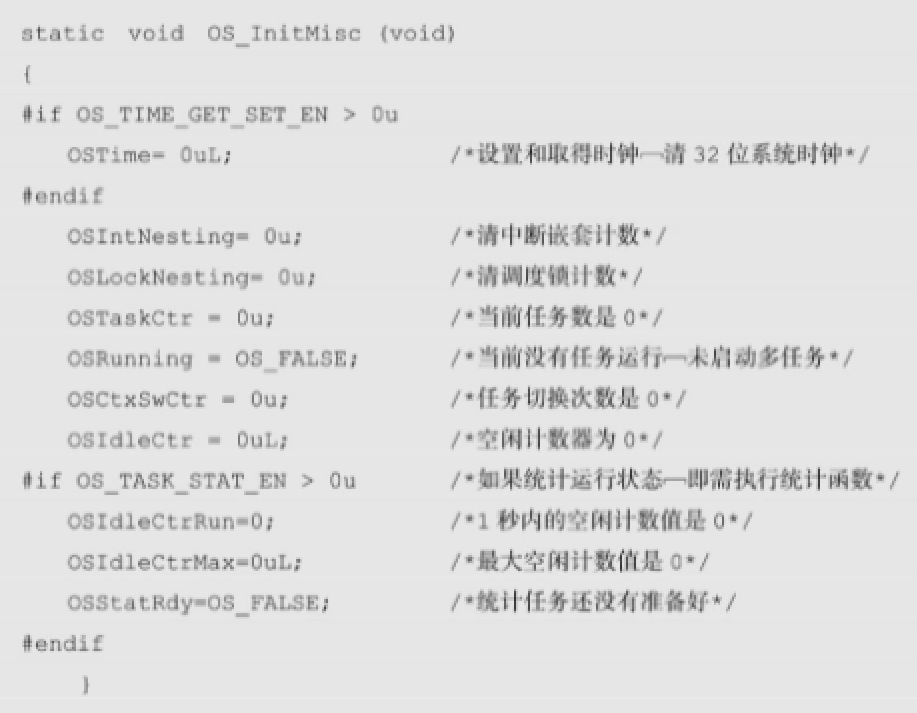 static void OS_InitMisc (void)
{
#if OS_TIME_GET_SET_EN > 0u
OSTime= 0uL; /*设置和取得时钟—清 32 位系统时钟*/
#endif
OSIntNesting= 0u; /*清中断嵌套计数*/
OSLockNesting= 0u; /*清调度锁计数*/
OSTaskCtr = 0u; /*当前任务数是 0*/
OSRunning = OS_FALSE; /*当前没有任务运行—未启动多任务*/
OSCtxSwCtr = 0u; /*任务切换次数是 0*/
OSIdleCtr = 0uL; /*空闲计数器为 0*/
#if OS_TASK_STAT_EN > 0u /*如果统计运行状态—即需执行统计函数*/
OSIdleCtrRun=0; /*1 秒内的空闲计数值是 0*/
OSIdleCtrMax=0uL; /*最大空闲计数值是 0*/
OSStatRdy=OS_FALSE; /*统计任务还没有准备好*/
#endif
}